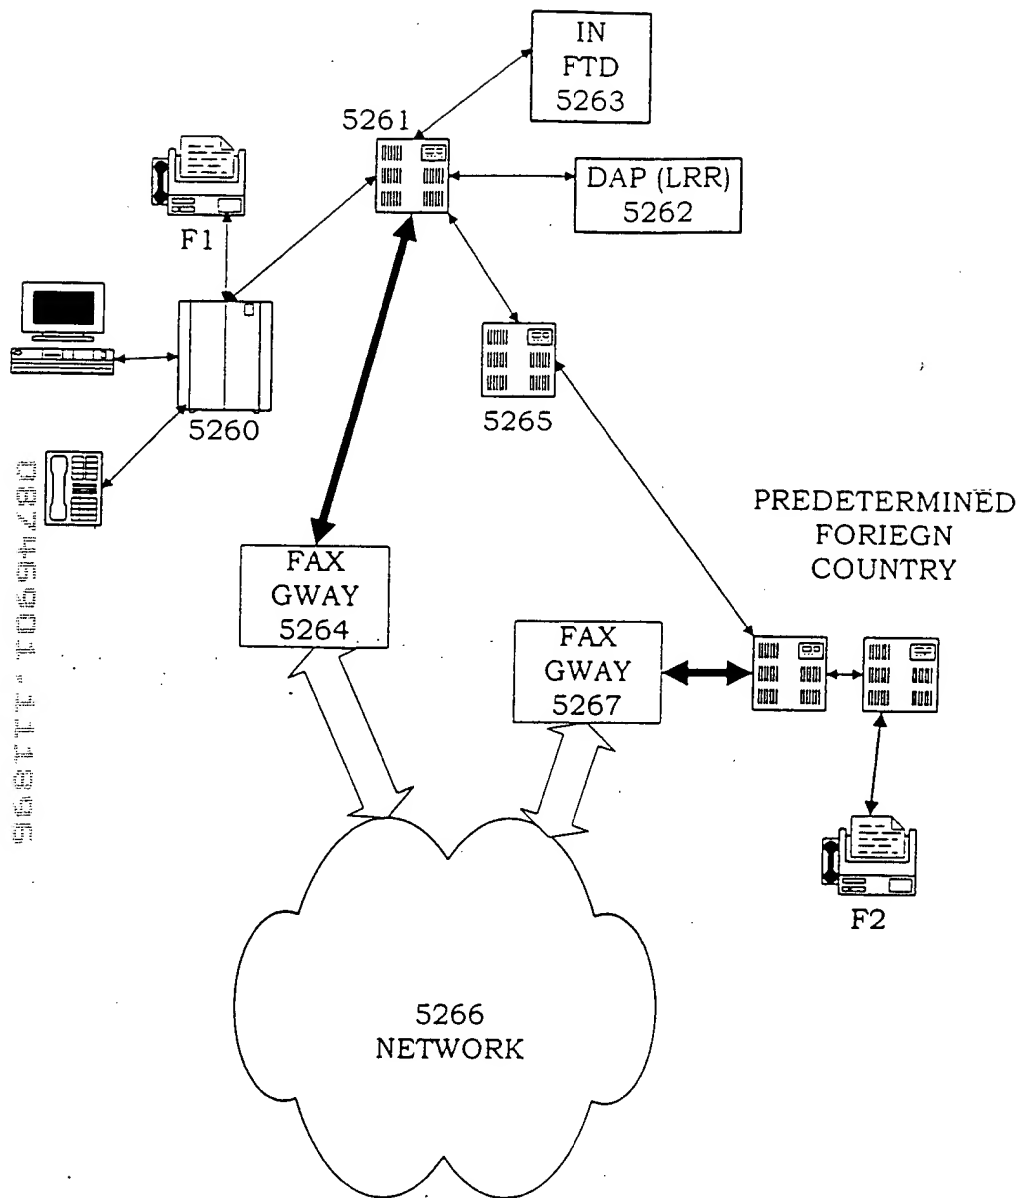 IN
FTD
5263
5261
DAP (LRR)
5262
F1
5265
5260
PREDETERMINED
FORIEGN
COUNTRY
FAX
GWAY
5264
FAX
GWAY
5267
F2
5266
NETWORK